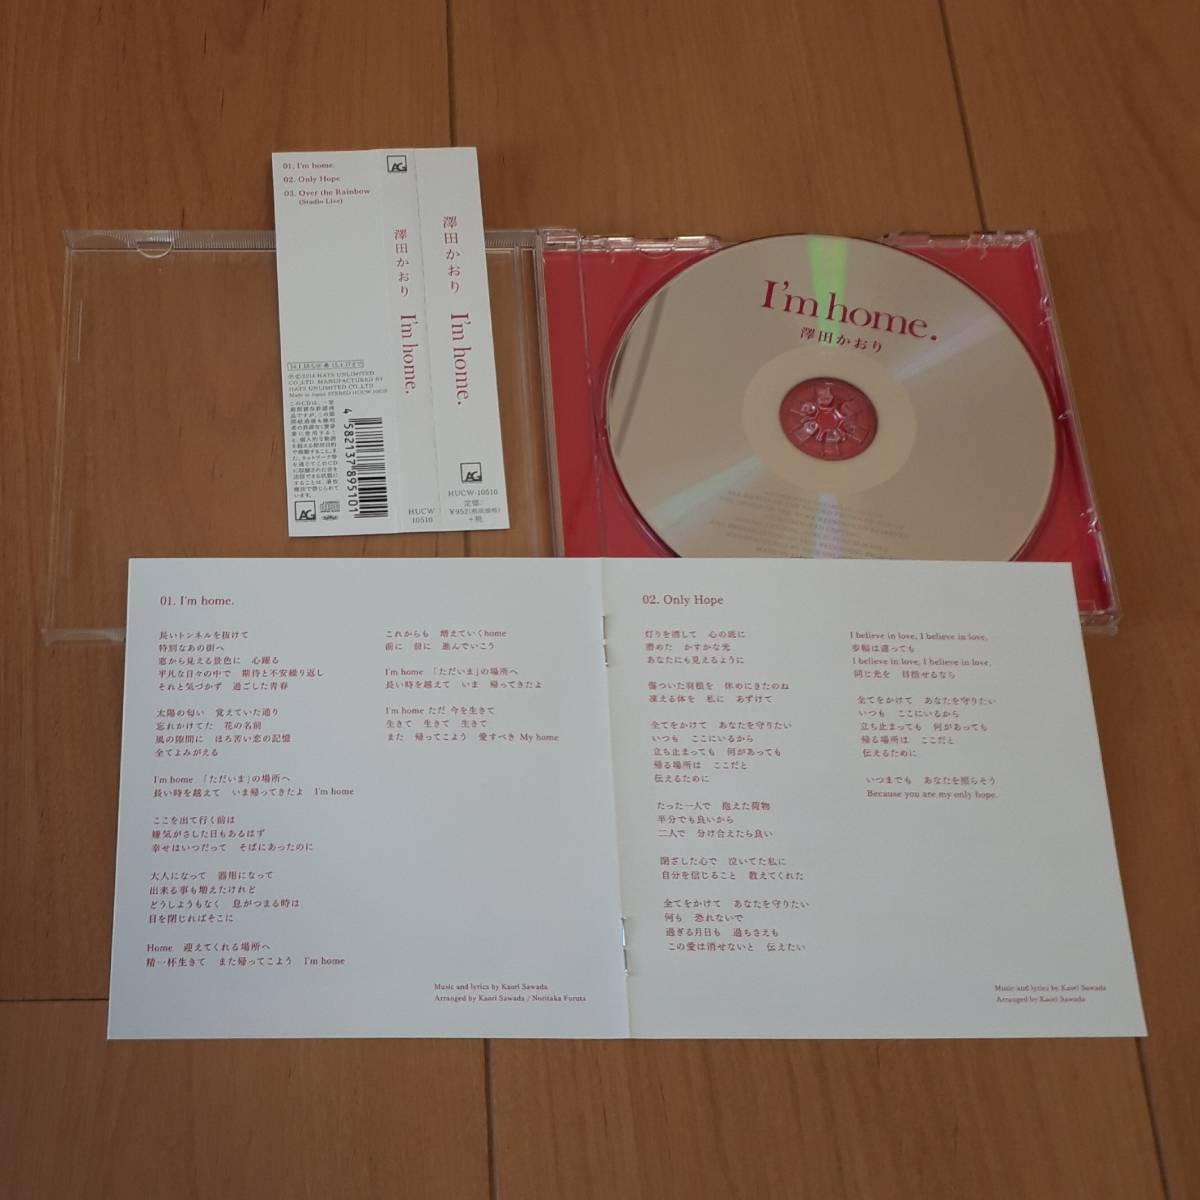 01. I'm home.
02. Only Hope
03. Over the Rainbow
(Studio Live)
AG
澤田かおり I'm home.
HUCW
10510
澤田かおり I'm home.
AG
HUCW-10510
定価:
¥952(税抜価格)
+税
℗©2014 HATS UNLIMITED
CO.,LTD. MANUFACTURED BY
HATS UNLIMITED CO.,LTD.
Made in Japan STEREO HUCW-10510
4 582137 895101
AG
I'm home.
澤田かおり
01. I'm home.
長いトンネルを抜けて
特別なあの街へ
窓から見える景色に 心躍る
平凡な日々の中で 期待と不安繰り返し
それと気づかず 過ごした青春
太陽の匂い 覚えていた通り
忘れかけてた 花の名前
風の隙間に ほろ苦い恋の記憶
全てよみがえる
I'm home 「ただいま」の場所へ
長い時を越えて いま帰ってきたよ I'm home
ここを出て行く前は
嫌気がさした日もあるはず
幸せはいつだって そばにあったのに
大人になって 器用になって
出来る事も増えたけれど
どうしようもなく 息がつまる時は
目を閉じればそこに
Home 迎えてくれる場所へ
精一杯生きて また帰ってこよう I'm home
これからも 増えていくhome
前に 前に 進んでいこう
I'm home 「ただいま」の場所へ
長い時を越えて いま 帰ってきたよ
I'm home ただ 今を生きて
生きて 生きて 生きて
また 帰ってこよう 愛すべき My home
Music and lyrics by Kaori Sawada
Arranged by Kaori Sawada / Noritaka Furuta
02. Only Hope
灯りを消して 心の底に
潜めた かすかな光
あなたにも見えるように
傷ついた羽根を 休めにきたのね
凍える体を 私に あずけて
全てをかけて あなたを守りたい
いつも ここにいるから
立ち止まっても 何があっても
帰る場所は ここだと
伝えるために
たった一人で 抱えた荷物
半分でも良いから
二人で 分け合えたら良い
閉ざした心で 泣いてた私に
自分を信じること 教えてくれた
全てをかけて あなたを守りたい
何も 恐れないで
過ぎる月日も 過ちさえも
この愛は消せないと 伝えたい
I believe in love, I believe in love,
歩幅は違っても
I believe in love, I believe in love,
同じ光を 目指せるなら
全てをかけて あなたを守りたい
いつも ここにいるから
立ち止まっても 何があっても
帰る場所は ここだと
伝えるために
いつまでも あなたを照らそう
Because you are my only hope.
Music and lyrics by Kaori Sawada
Arranged by Kaori Sawada